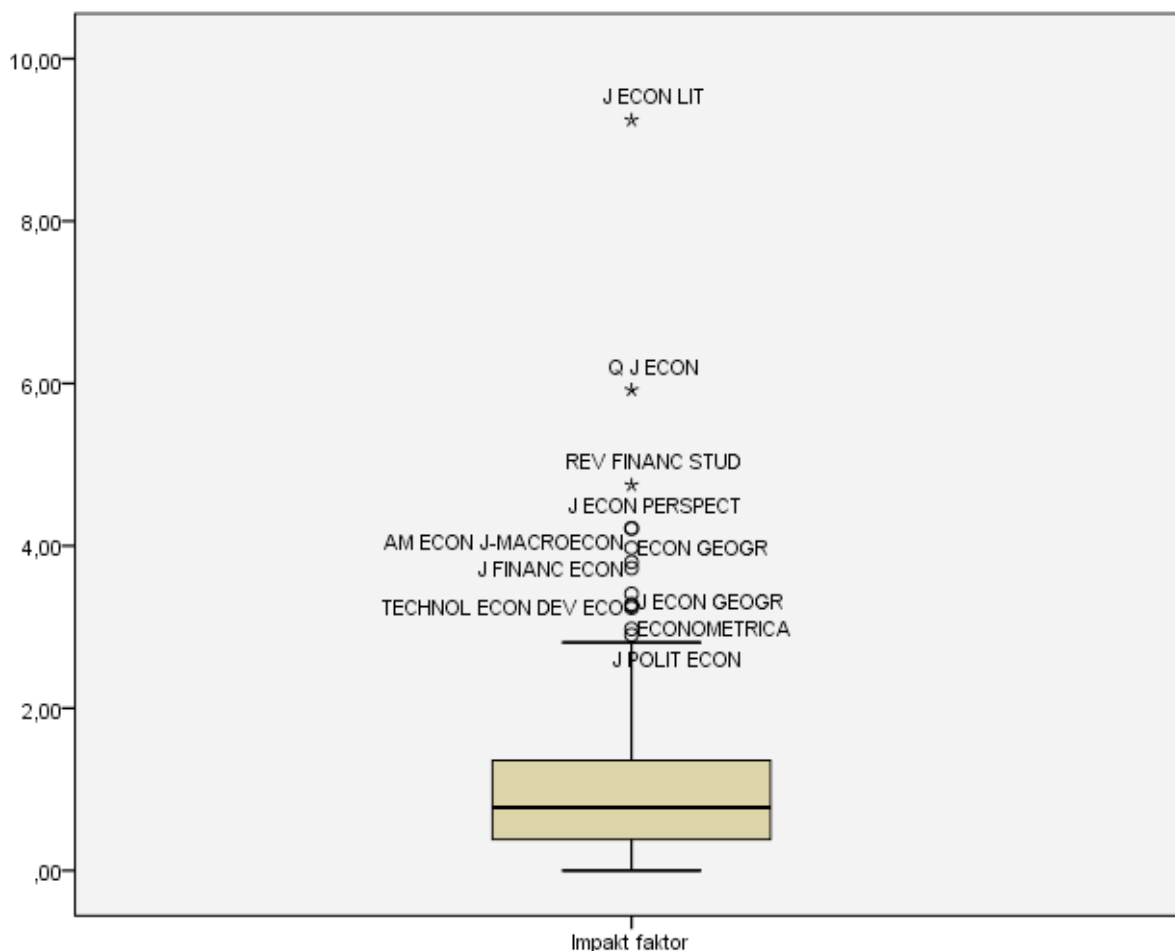 10,00
J ECON LIT
8,00
6,00
Q J ECON
REV FINANC STUD
J ECON PERSPECT
4,00
AM ECON J-MACROECON
ECON GEOGR
J FINANC ECON
J ECON GEOGR
TECHNOL ECON DEV ECO
ECONOMETRICA
J POLIT ECON
2,00
,00
Impakt faktor